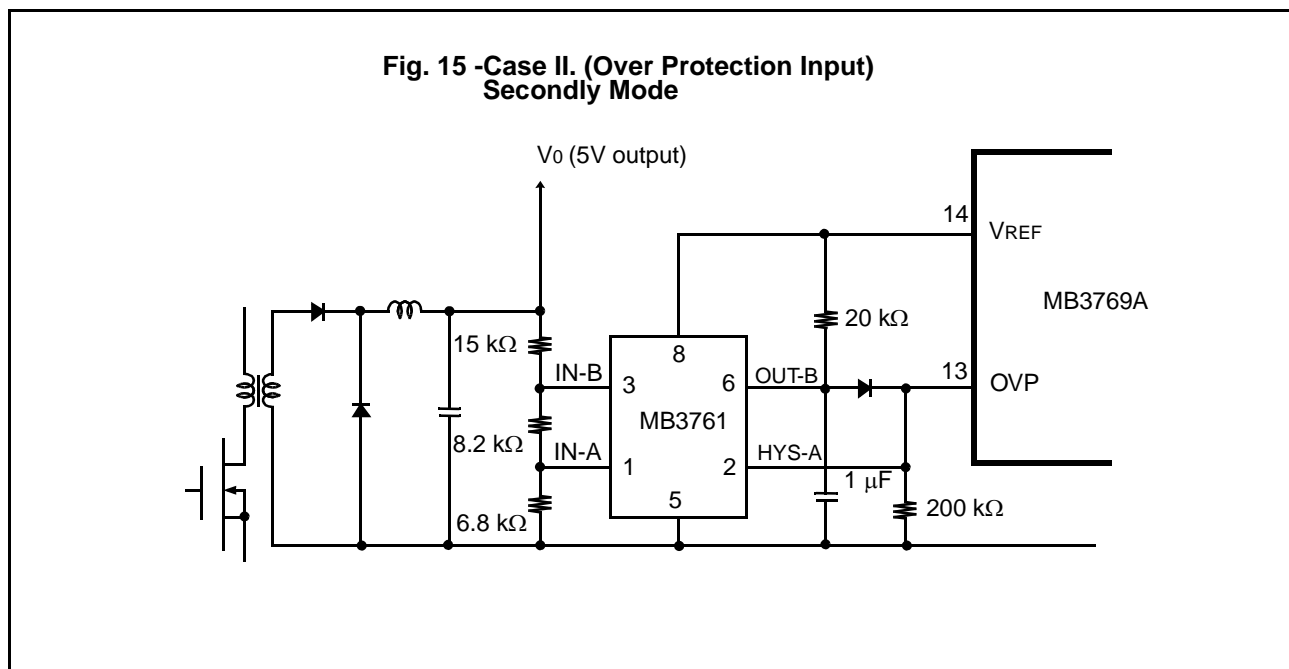 Fig. 15 -Case II. (Over Protection Input)
Secondly Mode
V0 (5V output)
14
VREF
MB3769A
20 kΩ
15 kΩ
8
IN-B
3
6
OUT-B
13
OVP
MB3761
8.2 kΩ
IN-A
1
2
HYS-A
1 μF
5
200 kΩ
6.8 kΩ